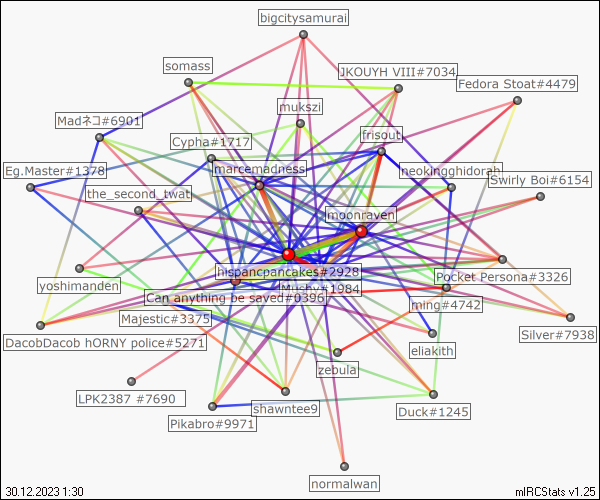 bigcitysamurai
somass
JKOUYH VIII#7034
Fedora Stoat#4479
mukszi
Madネコ#6901
frisout
Cypha#1717
marcemadness
neokingghidorah
Eg.Master#1378
Swirly Boi#6154
the_second_twat
moonraven
hispancpancakes#2928
Pocket Persona#3326
yoshimanden
Mushy#1984
Can anything be saved#0396
ming#4742
Majestic#3375
Silver#7938
DacobDacob hORNY police#5271
eliakith
zebula
LPK2387 #7690
shawntee9
Duck#1245
Pikabro#9971
normalwan
30.12.2023 1:30
mIRCStats v1.25